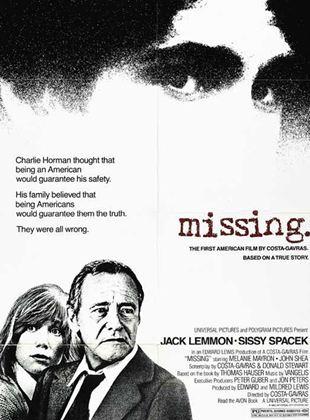 Charlie Horman thought that
being an American
would guarantee his safety.
His family believed that
being Americans
would guarantee them the truth.
They were all wrong.
missing.
THE FIRST AMERICAN FILM BY COSTA-GAVRAS.
BASED ON A TRUE STORY.
UNIVERSAL PICTURES and POLYGRAM PICTURES Present
JACK LEMMON · SISSY SPACEK
in an EDWARD LEWIS Production of A COSTA-GAVRAS Film
"MISSING" starring MELANIE MAYRON · JOHN SHEA
Screenplay by COSTA-GAVRAS & DONALD STEWART
Based on the book by THOMAS HAUSER Music by VANGELIS
Executive Producers PETER GUBER and JON PETERS
Produced by EDWARD and MILDRED LEWIS
Directed by COSTA-GAVRAS
Read the AVON Book A UNIVERSAL PICTURE